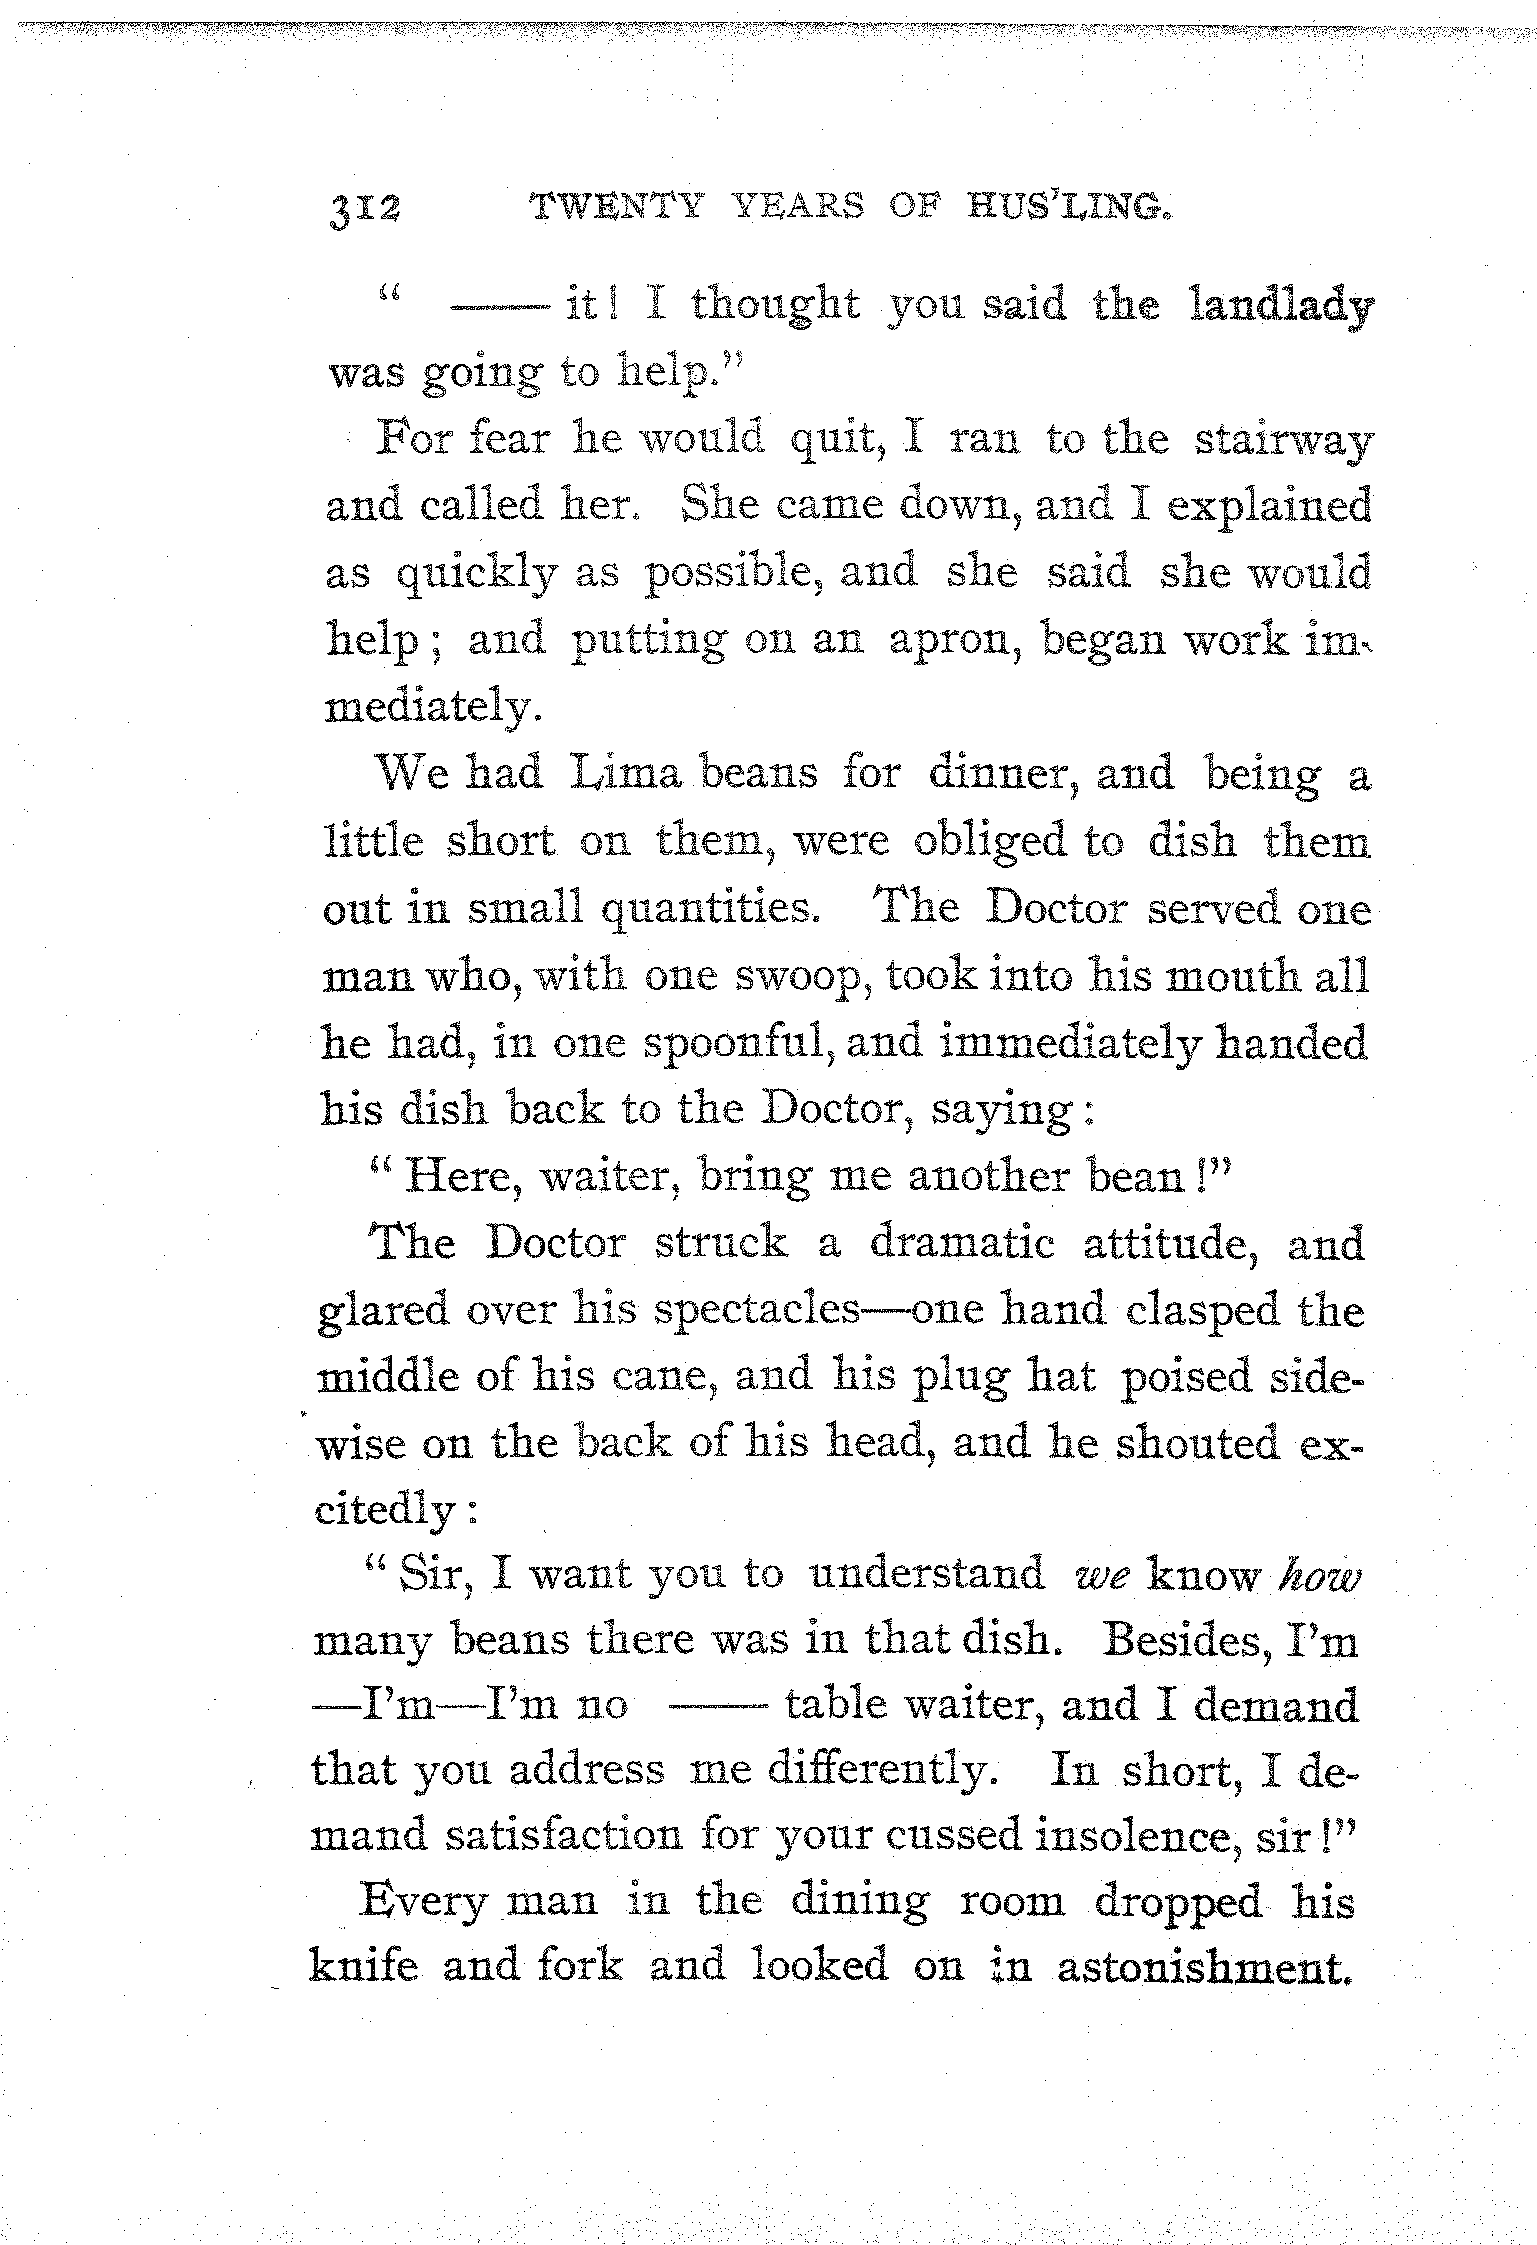 312 TWENTY YEARS OF HUS'LING.
" —— it! I thought you said the landlady
was going to help."
For fear he would quit, I ran to the stairway
and called her. She came down, and I explained
as quickly as possible, and she said she would
help; and putting on an apron, began work im-
mediately.
We had Lima beans for dinner, and being a
little short on them, were obliged to dish them
out in small quantities. The Doctor served one
man who, with one swoop, took into his mouth all
he had, in one spoonful, and immediately handed
his dish back to the Doctor, saying:
"Here, waiter, bring me another bean!"
The Doctor struck a dramatic attitude, and
glared over his spectacles—one hand clasped the
middle of his cane, and his plug hat poised side-
wise on the back of his head, and he shouted ex-
citedly:
"Sir, I want you to understand we know how
many beans there was in that dish. Besides, I'm
—I'm—I'm no —— table waiter, and I demand
that you address me differently. In short, I de-
mand satisfaction for your cussed insolence, sir!"
Every man in the dining room dropped his
knife and fork and looked on in astonishment.